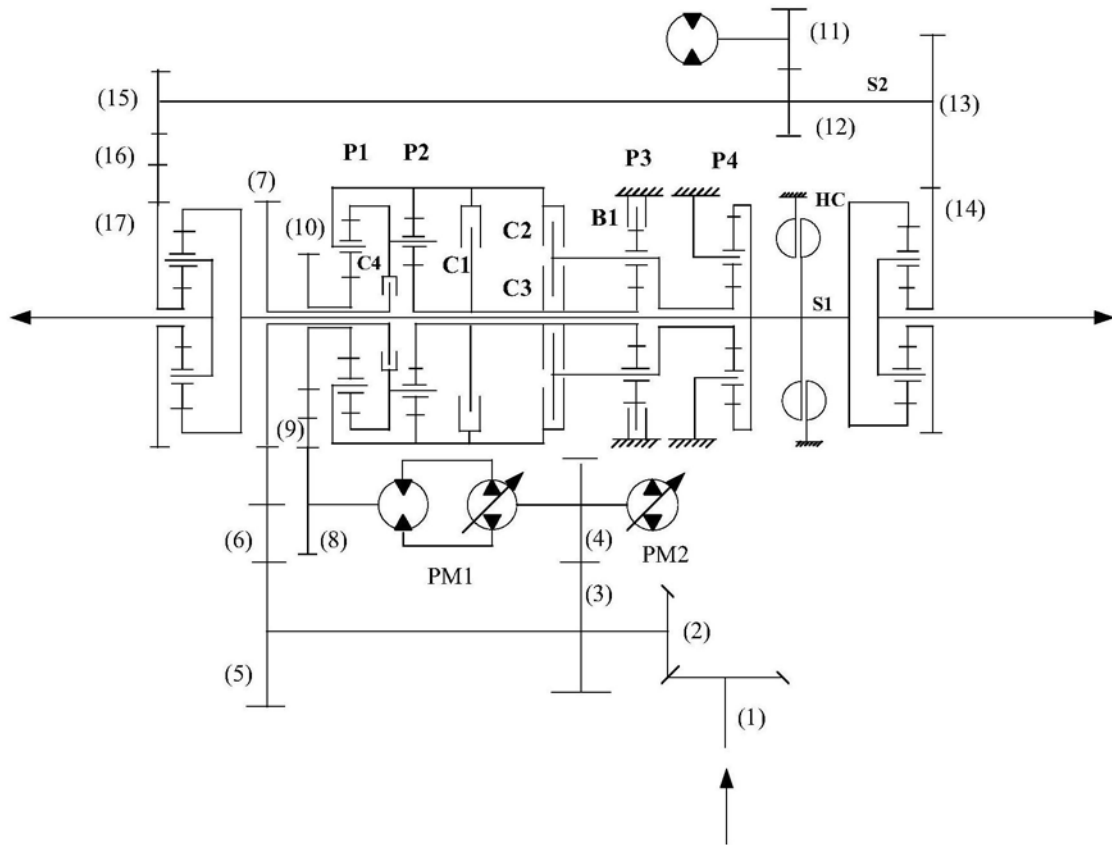 (11)
S2
(15)
(13)
(12)
(16)
P1
P2
P3
P4
(7)
HC
(17)
(14)
(10)
B1
C2
C4
C1
C3
S1
(9)
(6)
(8)
(4)
PM1
PM2
(3)
(2)
(5)
(1)